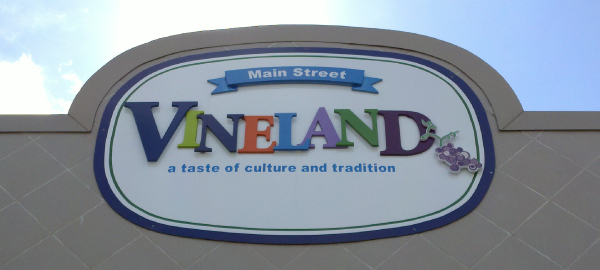 Main Street
VINELAND
a taste of culture and tradition